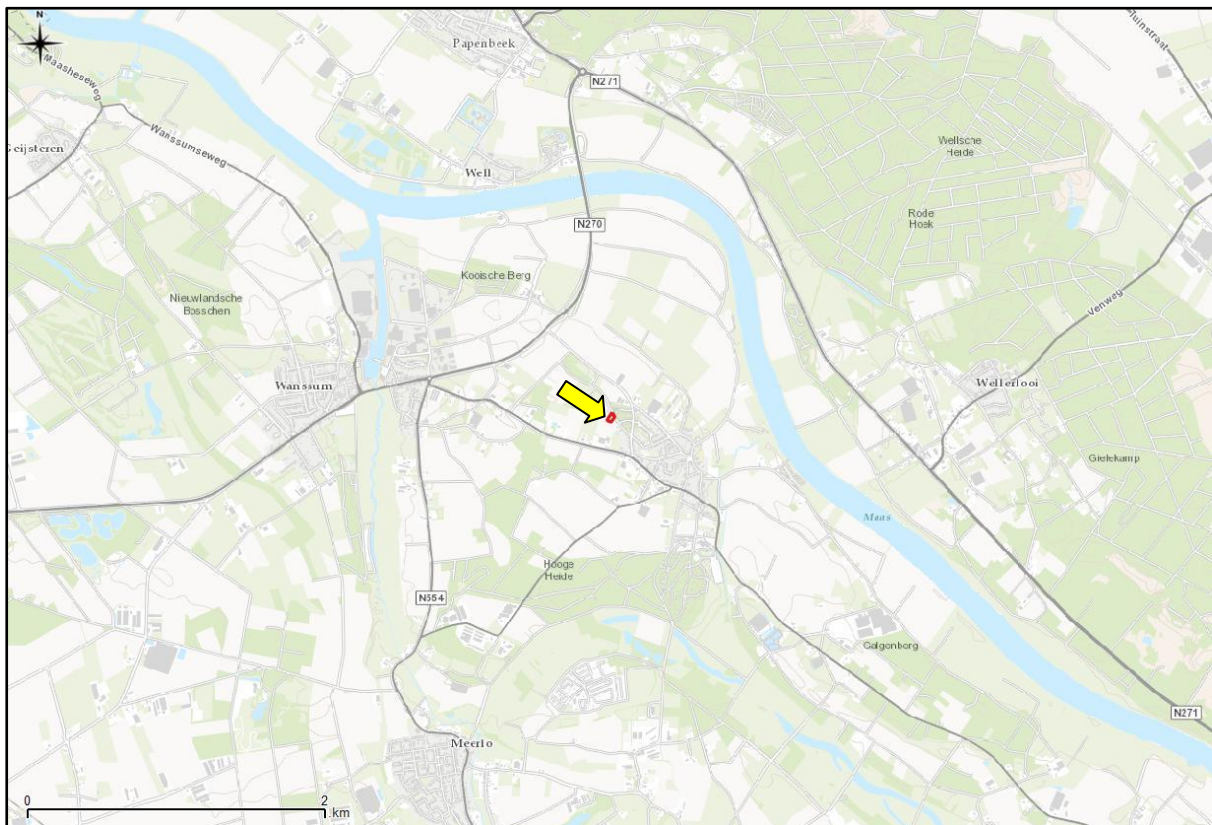 N
Papenbeek
Tuinstraat
Maasheseweg
N271
Wanssumseweg
Geijsteren
Wellsche
Heide
Well
Rode
Hoek
N270
Kooische Berg
Nieuwlandsche
Bosschen
Venweg
Wanssum
Wellerlooi
Gielekamp
Maas
Hooge
Heide
N554
Galgenberg
N271
Meerlo
0
2
km